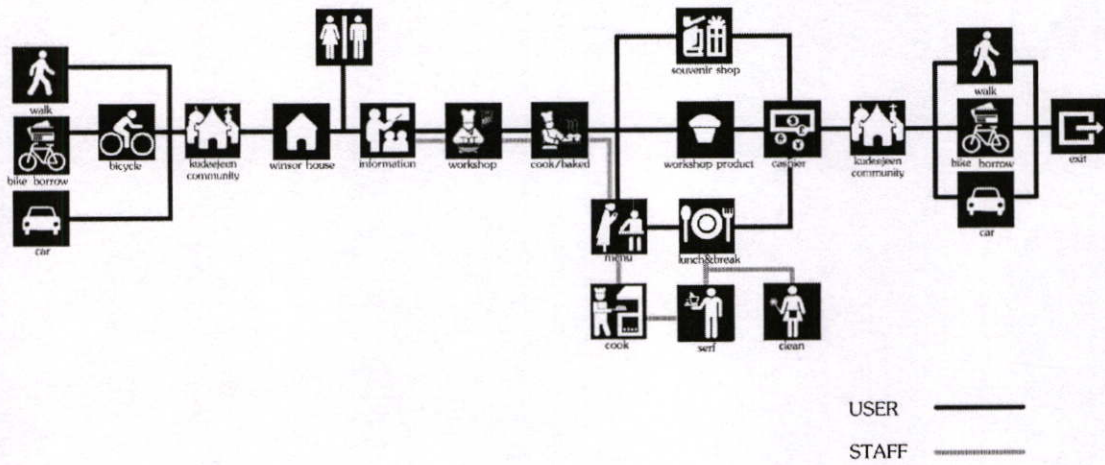 walk
bike borrow
car
bicycle
kudeejeen
community
winsor house
information
workshop
cook/baked
souvenir shop
workshop product
menu
lunch&break
cook
serf
clean
cashier
kudeejeen
community
walk
bike borrow
car
exit
USER
STAFF